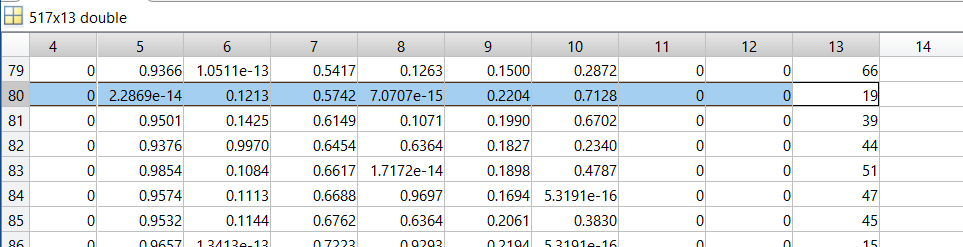 517x13 double
4 5 6 7 8 9 10 11 12 13 14
79 0 0.9366 1.0511e-13 0.5417 0.1263 0.1500 0.2872 0 0 66
80 0 2.2869e-14 0.1213 0.5742 7.0707e-15 0.2204 0.7128 0 0 19
81 0 0.9501 0.1425 0.6149 0.1071 0.1990 0.6702 0 0 39
82 0 0.9376 0.9970 0.6454 0.6364 0.1827 0.2340 0 0 44
83 0 0.9854 0.1084 0.6617 1.7172e-14 0.1898 0.4787 0 0 51
84 0 0.9574 0.1113 0.6688 0.9697 0.1694 5.3191e-16 0 0 47
85 0 0.9532 0.1144 0.6762 0.6364 0.2061 0.3830 0 0 45
86 0 0.9657 1.3413e-13 0.7223 0.9293 0.2194 5.3191e-16 0 0 15